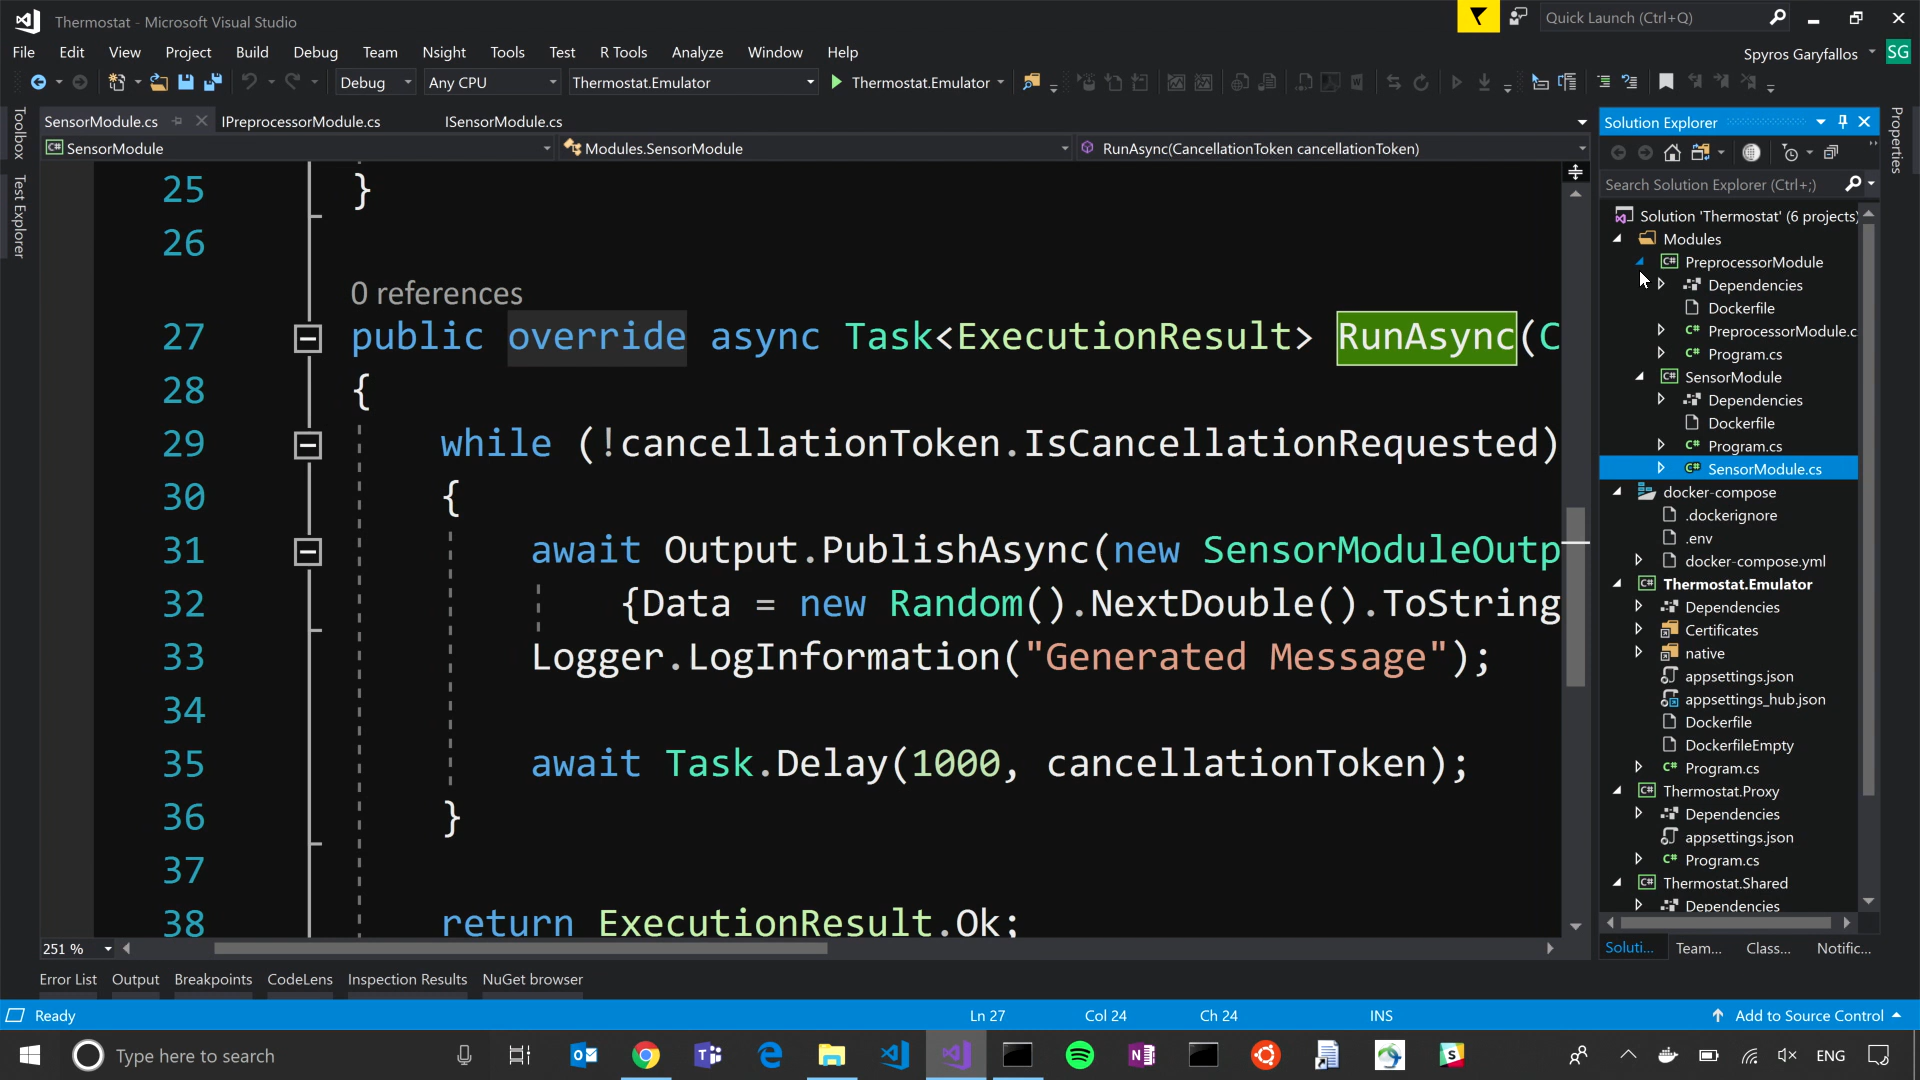 Thermostat - Microsoft Visual Studio
Quick Launch (Ctrl+Q)
File Edit View Project Build Debug Team Nsight Tools Test R Tools Analyze Window Help
Spyros Garyfallos SG
Debug Any CPU Thermostat.Emulator Thermostat.Emulator
Toolbox
Test Explorer
SensorModule.cs IPreprocessorModule.cs ISensorModule.cs
SensorModule Modules.SensorModule RunAsync(CancellationToken cancellationToken)
25 }
26
0 references
27 public override async Task<ExecutionResult> RunAsync(C
28 {
29 while (!cancellationToken.IsCancellationRequested)
30 {
31 await Output.PublishAsync(new SensorModuleOutp
32 {Data = new Random().NextDouble().ToString
33 Logger.LogInformation("Generated Message");
34
35 await Task.Delay(1000, cancellationToken);
36 }
37
38 return ExecutionResult.Ok;
251 %
Solution Explorer
Properties
Search Solution Explorer (Ctrl+;)
Solution 'Thermostat' (6 projects)
Modules
C# PreprocessorModule
Dependencies
Dockerfile
C# PreprocessorModule.c
C# Program.cs
C# SensorModule
Dependencies
Dockerfile
C# Program.cs
C# SensorModule.cs
docker-compose
.dockerignore
.env
docker-compose.yml
C# Thermostat.Emulator
Dependencies
Certificates
native
appsettings.json
appsettings_hub.json
Dockerfile
DockerfileEmpty
C# Program.cs
C# Thermostat.Proxy
Dependencies
appsettings.json
C# Program.cs
C# Thermostat.Shared
Dependencies
Soluti... Team... Class... Notific...
Error List Output Breakpoints CodeLens Inspection Results NuGet browser
Ready Ln 27 Col 24 Ch 24 INS Add to Source Control
Type here to search
ENG